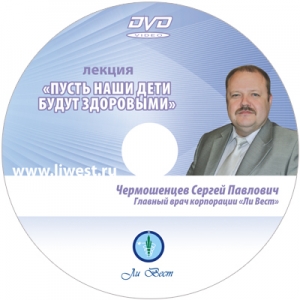 DVD
VIDEO
лекция
«ПУСТЬ НАШИ ДЕТИ
БУДУТ ЗДОРОВЫМИ»
www.liwest.ru
Чермошенцев Сергей Павлович
Главный врач корпорации «Ли Вест»
Ли Вест